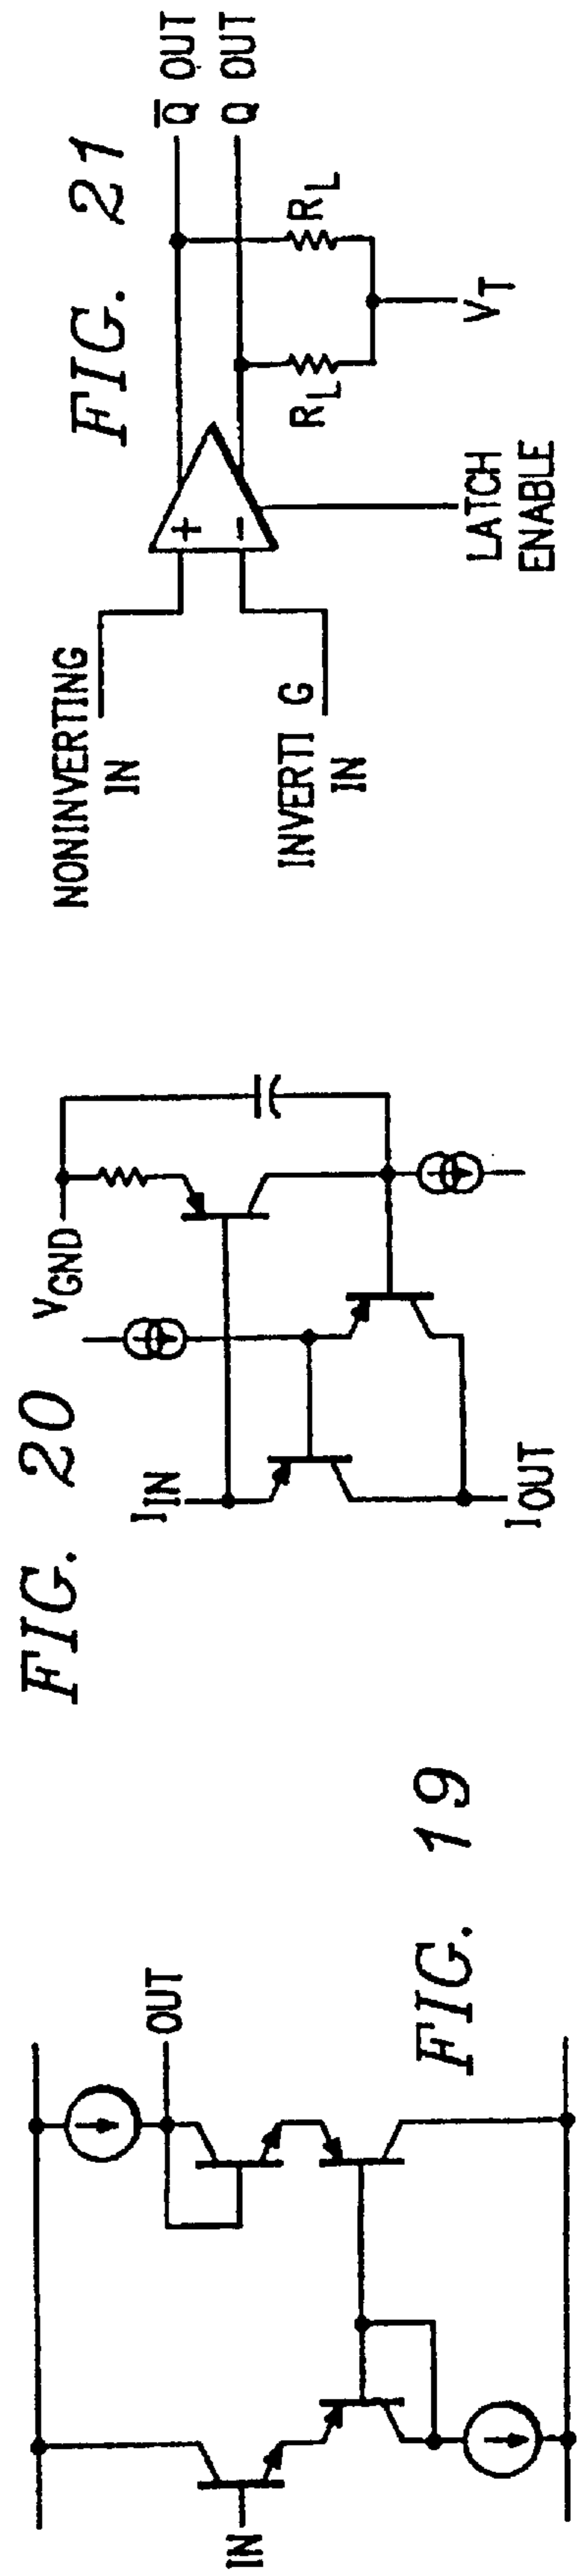 FIG. 21
Q̅ OUT
Q OUT
NONINVERTING
IN
INVERTI G
IN
R_L
R_L
V_T
LATCH
ENABLE
FIG. 20
V_GND
I_IN
I_OUT
FIG. 19
OUT
IN
+
−